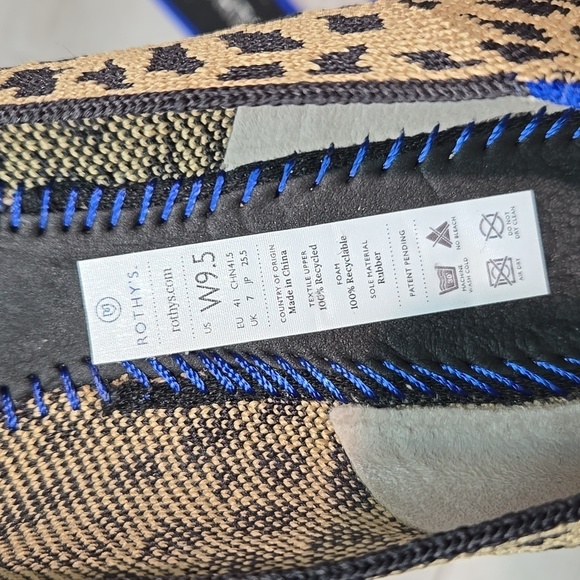 ROTHY'S
rothys.com
US W9.5
EU 41 CHN41.5
UK 7 JP 25.5
COUNTRY OF ORIGIN
Made in China
TEXTILE UPPER
100% Recycled
FOAM
100% Recyclable
SOLE MATERIAL
Rubber
PATENT PENDING
NO BLEACH
DO NOT
DRY CLEAN
MACHINE
WASH COLD
AIR DRY